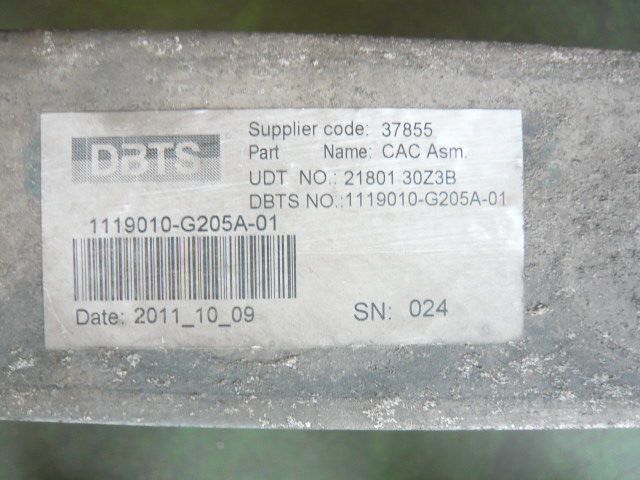 DBTS
Supplier code: 37855
Part Name: CAC Asm.
UDT NO.: 21801 30Z3B
DBTS NO.:1119010-G205A-01
1119010-G205A-01
Date: 2011_10_09
SN: 024